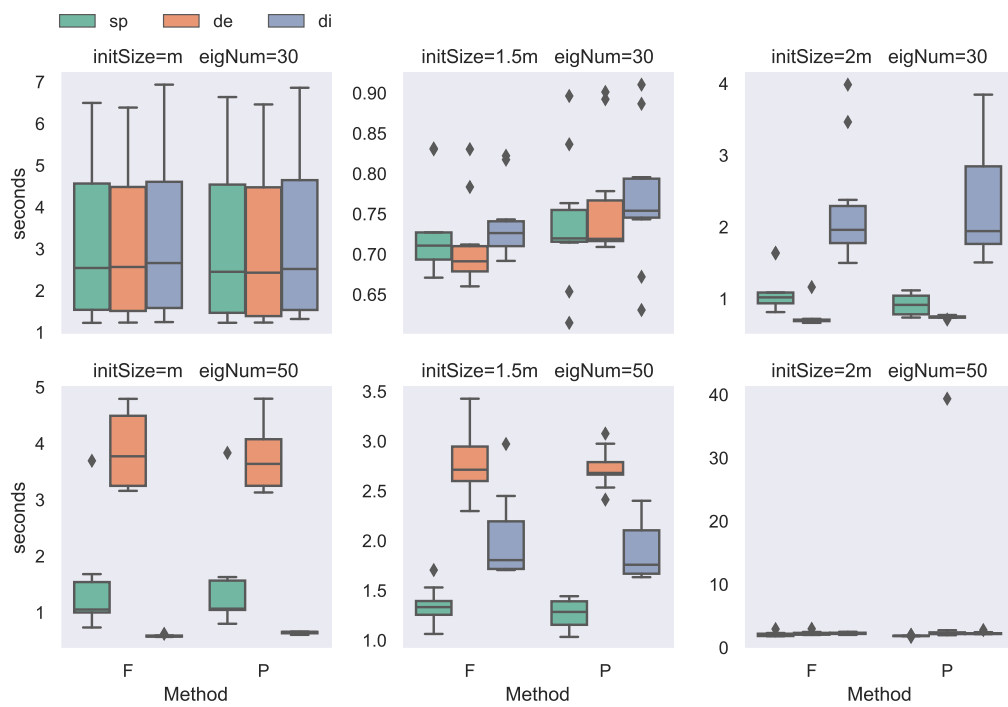 sp de di
initSize=m eigNum=30
7
6
5
4
3
2
1
seconds
initSize=1.5m eigNum=30
0.90
0.85
0.80
0.75
0.70
0.65
initSize=2m eigNum=30
4
3
2
1
initSize=m eigNum=50
5
4
3
2
1
seconds
F P
Method
initSize=1.5m eigNum=50
3.5
3.0
2.5
2.0
1.5
1.0
F P
Method
initSize=2m eigNum=50
40
30
20
10
0
F P
Method